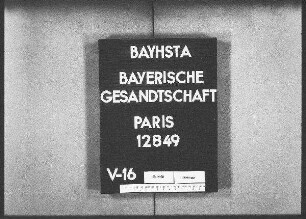 BAYHSTA
BAYERISCHE
GESANDTSCHAFT
PARIS
12849
V-16